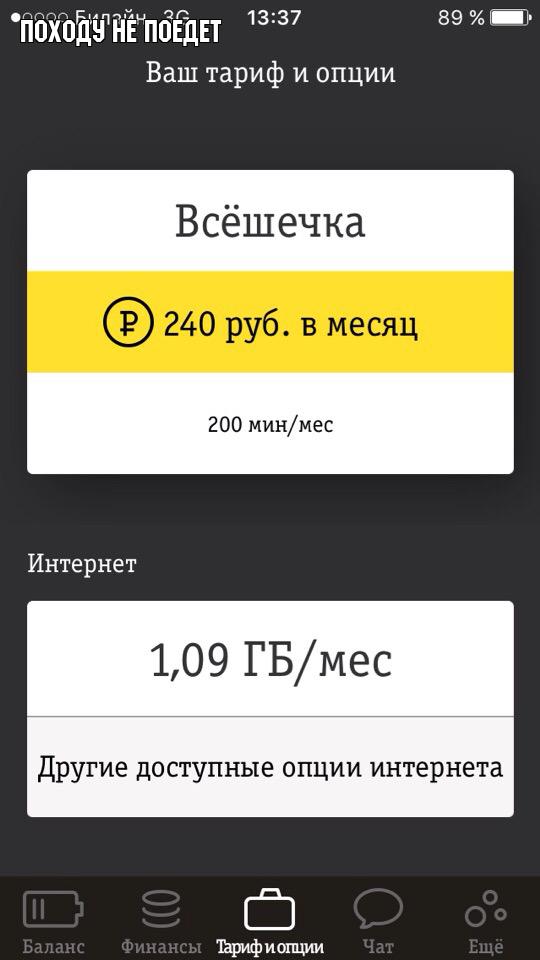 Билайн 3G 13:37 89 %
ПОХОДУ НЕ ПОЕДЕТ
Ваш тариф и опции
Всёшечка
₽ 240 руб. в месяц
200 мин/мес
Интернет
1,09 ГБ/мес
Другие доступные опции интернета
Баланс Финансы Тариф и опции Чат Ещё